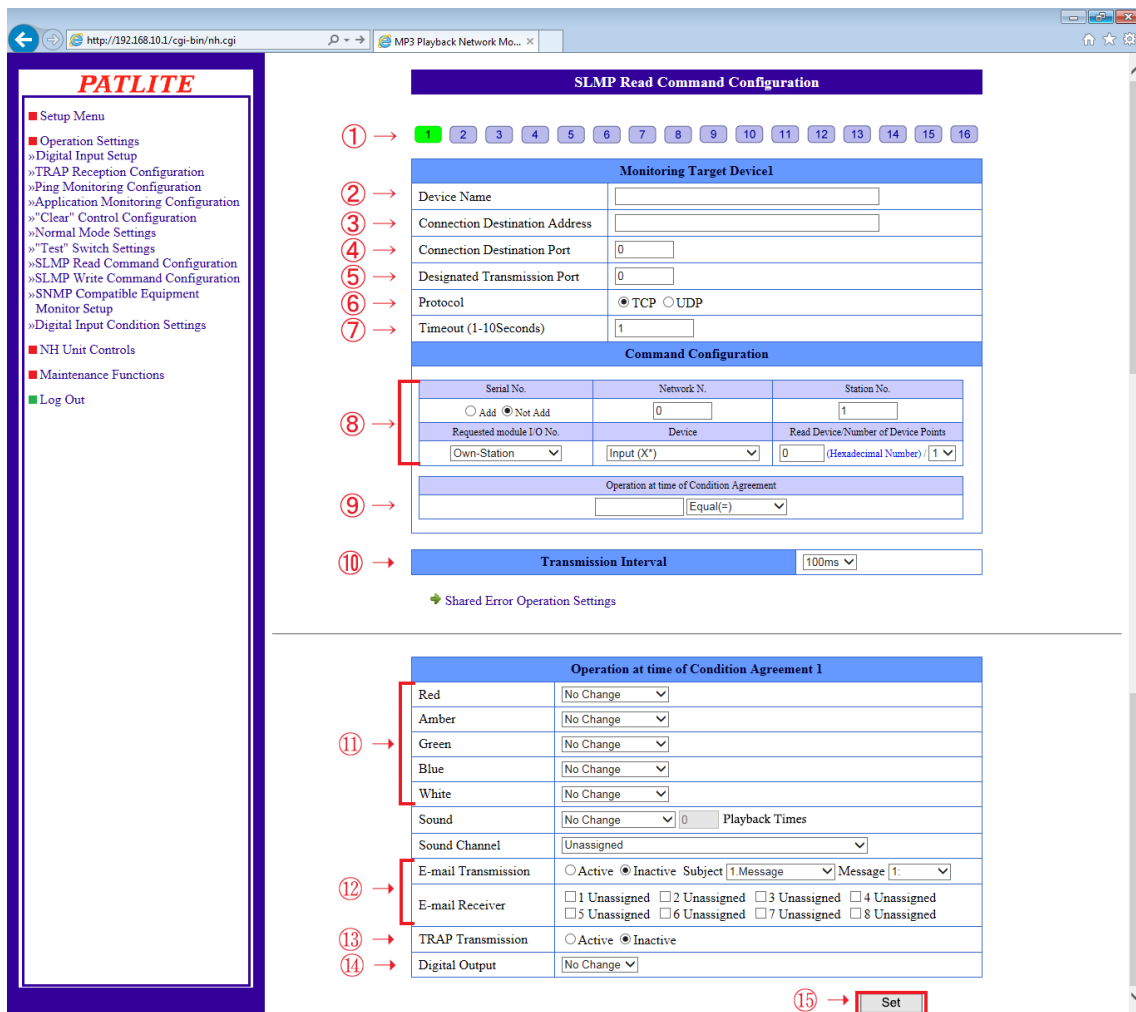 http://192.168.10.1/cgi-bin/nh.cgi
MP3 Playback Network Mo...
PATLITE
Setup Menu
Operation Settings
»Digital Input Setup
»TRAP Reception Configuration
»Ping Monitoring Configuration
»Application Monitoring Configuration
»"Clear" Control Configuration
»Normal Mode Settings
»"Test" Switch Settings
»SLMP Read Command Configuration
»SLMP Write Command Configuration
»SNMP Compatible Equipment
Monitor Setup
»Digital Input Condition Settings
NH Unit Controls
Maintenance Functions
Log Out
SLMP Read Command Configuration
① → 1 2 3 4 5 6 7 8 9 10 11 12 13 14 15 16
Monitoring Target Device1
② → Device Name
③ → Connection Destination Address
④ → Connection Destination Port 0
⑤ → Designated Transmission Port 0
⑥ → Protocol TCP UDP
⑦ → Timeout (1-10Seconds) 1
Command Configuration
Serial No. Network N. Station No.
⑧ → Add Not Add 0 1
Requested module I/O No. Device Read Device/Number of Device Points
Own-Station Input (X*) 0 (Hexadecimal Number) / 1
Operation at time of Condition Agreement
⑨ → Equal(=)
⑩ → Transmission Interval 100ms
Shared Error Operation Settings
Operation at time of Condition Agreement 1
Red No Change
Amber No Change
⑪ → Green No Change
Blue No Change
White No Change
Sound No Change 0 Playback Times
Sound Channel Unassigned
⑫ → E-mail Transmission Active Inactive Subject 1.Message Message 1:
E-mail Receiver 1 Unassigned 2 Unassigned 3 Unassigned 4 Unassigned
5 Unassigned 6 Unassigned 7 Unassigned 8 Unassigned
⑬ → TRAP Transmission Active Inactive
⑭ → Digital Output No Change
⑮ → Set